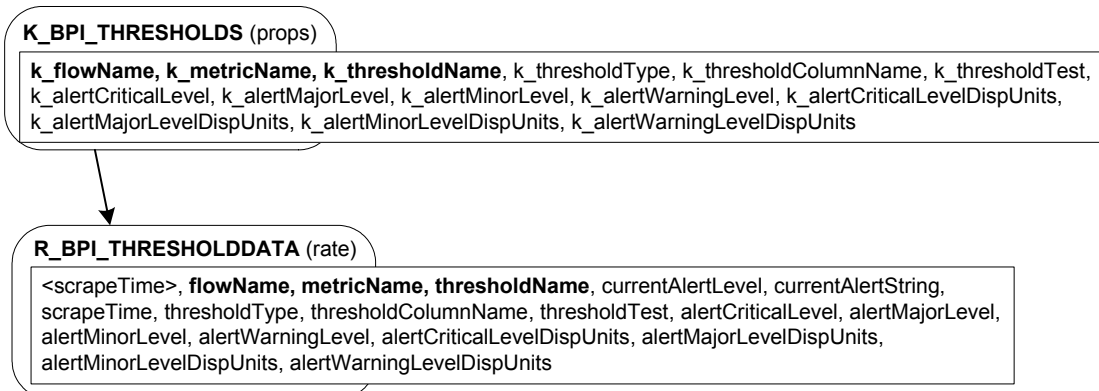 K_BPI_THRESHOLDS (props)
k_flowName, k_metricName, k_thresholdName, k_thresholdType, k_thresholdColumnName, k_thresholdTest,
k_alertCriticalLevel, k_alertMajorLevel, k_alertMinorLevel, k_alertWarningLevel, k_alertCriticalLevelDispUnits,
k_alertMajorLevelDispUnits, k_alertMinorLevelDispUnits, k_alertWarningLevelDispUnits
R_BPI_THRESHOLDDATA (rate)
<scrapeTime>, flowName, metricName, thresholdName, currentAlertLevel, currentAlertString,
scrapeTime, thresholdType, thresholdColumnName, thresholdTest, alertCriticalLevel, alertMajorLevel,
alertMinorLevel, alertWarningLevel, alertCriticalLevelDispUnits, alertMajorLevelDispUnits,
alertMinorLevelDispUnits, alertWarningLevelDispUnits